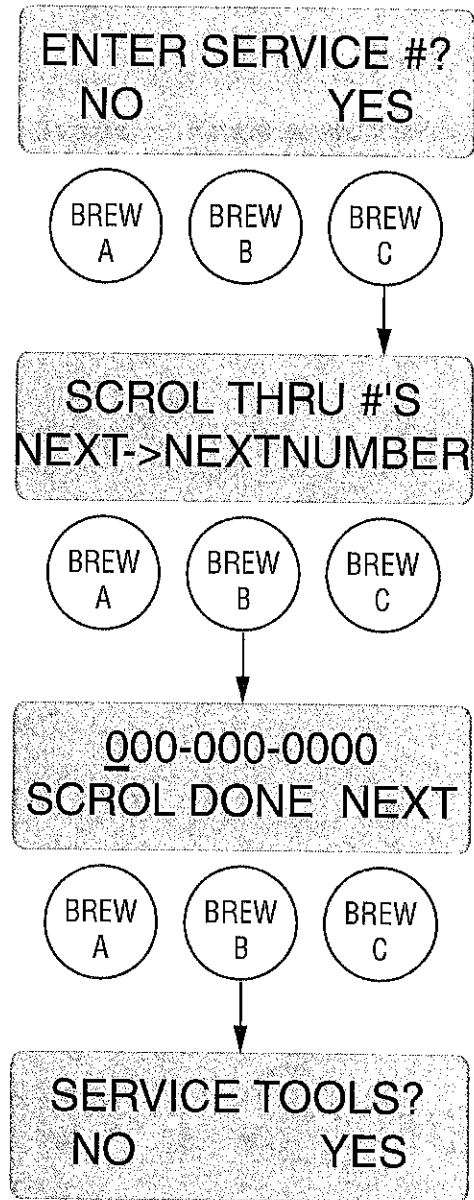 ENTER SERVICE #?
NO YES
BREW A BREW B BREW C
SCROL THRU #'S
NEXT->NEXTNUMBER
BREW A BREW B BREW C
000-000-0000
SCROL DONE NEXT
BREW A BREW B BREW C
SERVICE TOOLS?
NO YES